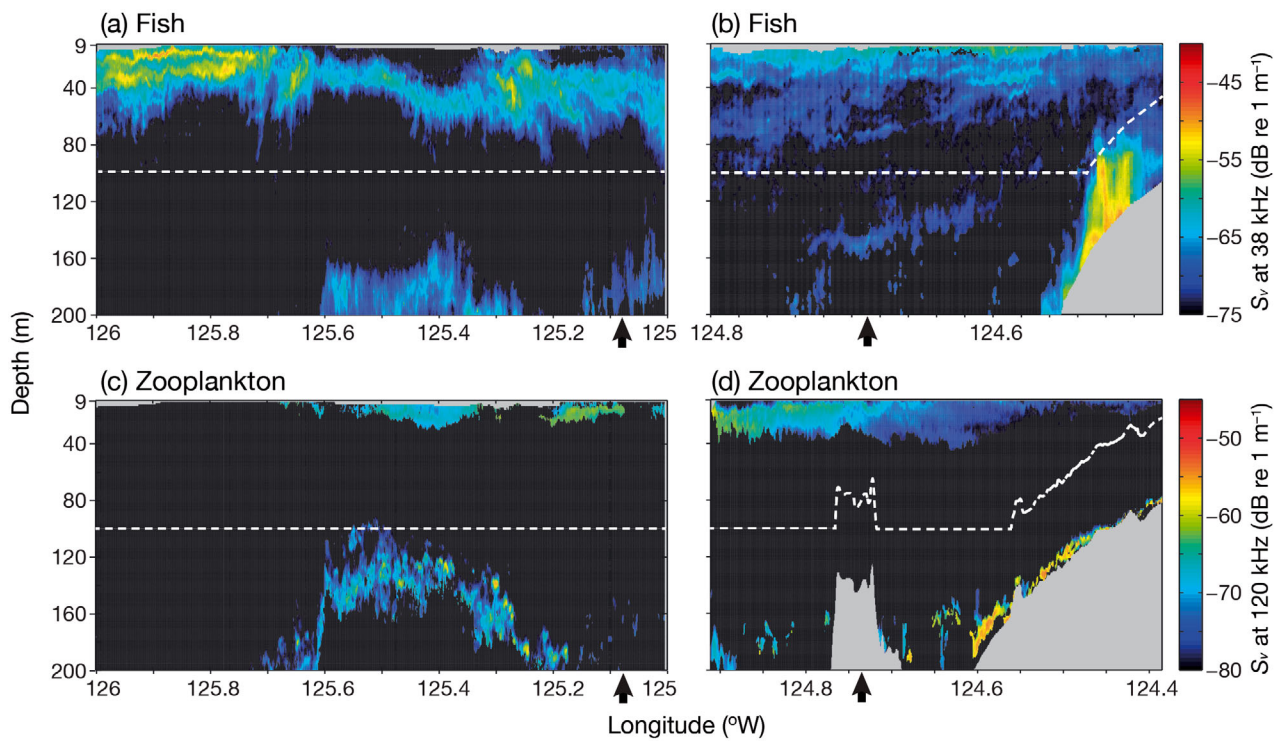 (a) Fish
(b) Fish
9
40
80
120
160
200
126 125.8 125.6 125.4 125.2 125
124.8 124.6
−45
−55
−65
−75
Sv at 38 kHz (dB re 1 m−1)
Depth (m)
(c) Zooplankton
(d) Zooplankton
9
40
80
120
160
200
126 125.8 125.6 125.4 125.2 125
124.8 124.6 124.4
−50
−60
−70
−80
Sv at 120 kHz (dB re 1 m−1)
Longitude (ºW)